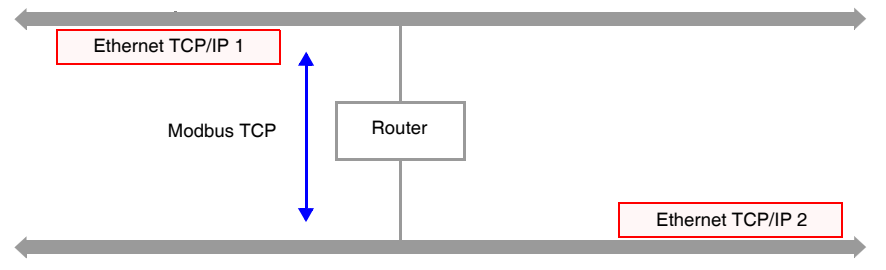 Ethernet TCP/IP 1
Modbus TCP
Router
Ethernet TCP/IP 2